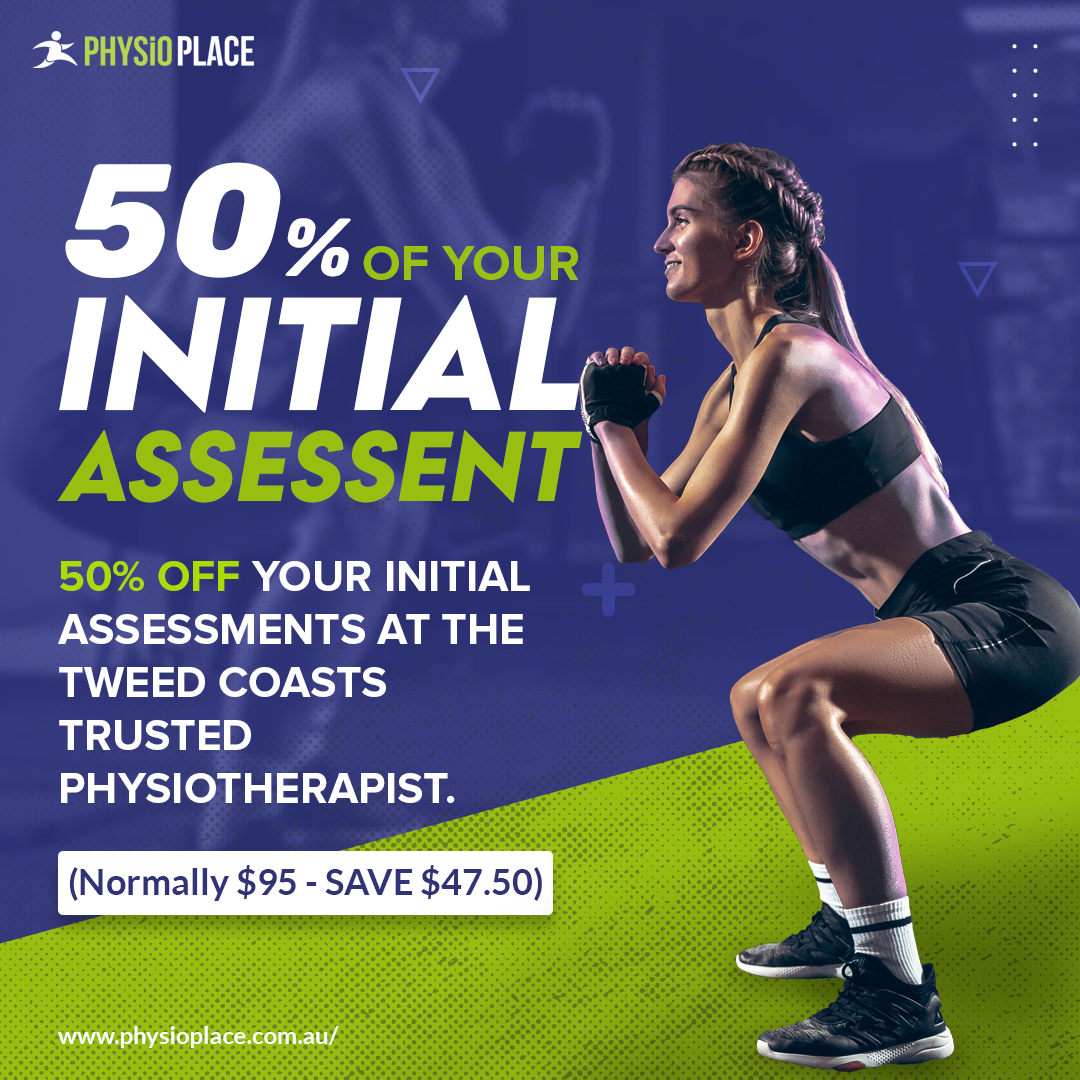 PHYSiO PLACE
50% OF YOUR
INITIAL
ASSESSENT
50% OFF YOUR INITIAL
ASSESSMENTS AT THE
TWEED COASTS
TRUSTED
PHYSIOTHERAPIST.
(Normally $95 - SAVE $47.50)
www.physioplace.com.au/